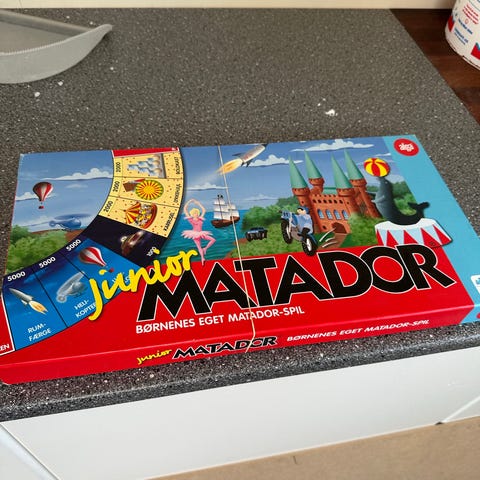 alga
5000
5000
5000
5000
RUM-
FÆRGE
HELI-
KOPTER
junior
MATADOR
BØRNENES EGET MATADOR-SPIL
junior MATADOR BØRNENES EGET MATADOR-SPIL